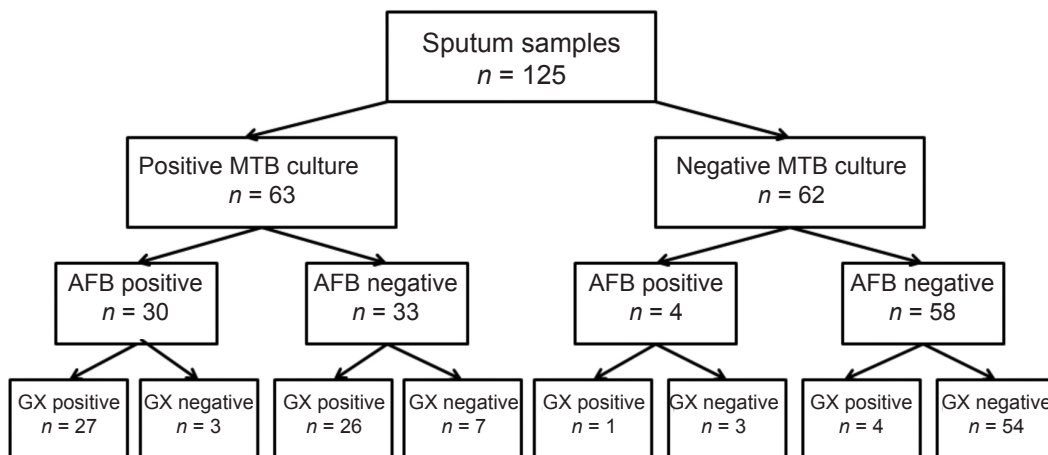 Sputum samples
n = 125
Positive MTB culture
n = 63
Negative MTB culture
n = 62
AFB positive
n = 30
AFB negative
n = 33
AFB positive
n = 4
AFB negative
n = 58
GX positive
n = 27
GX negative
n = 3
GX positive
n = 26
GX negative
n = 7
GX positive
n = 1
GX negative
n = 3
GX positive
n = 4
GX negative
n = 54